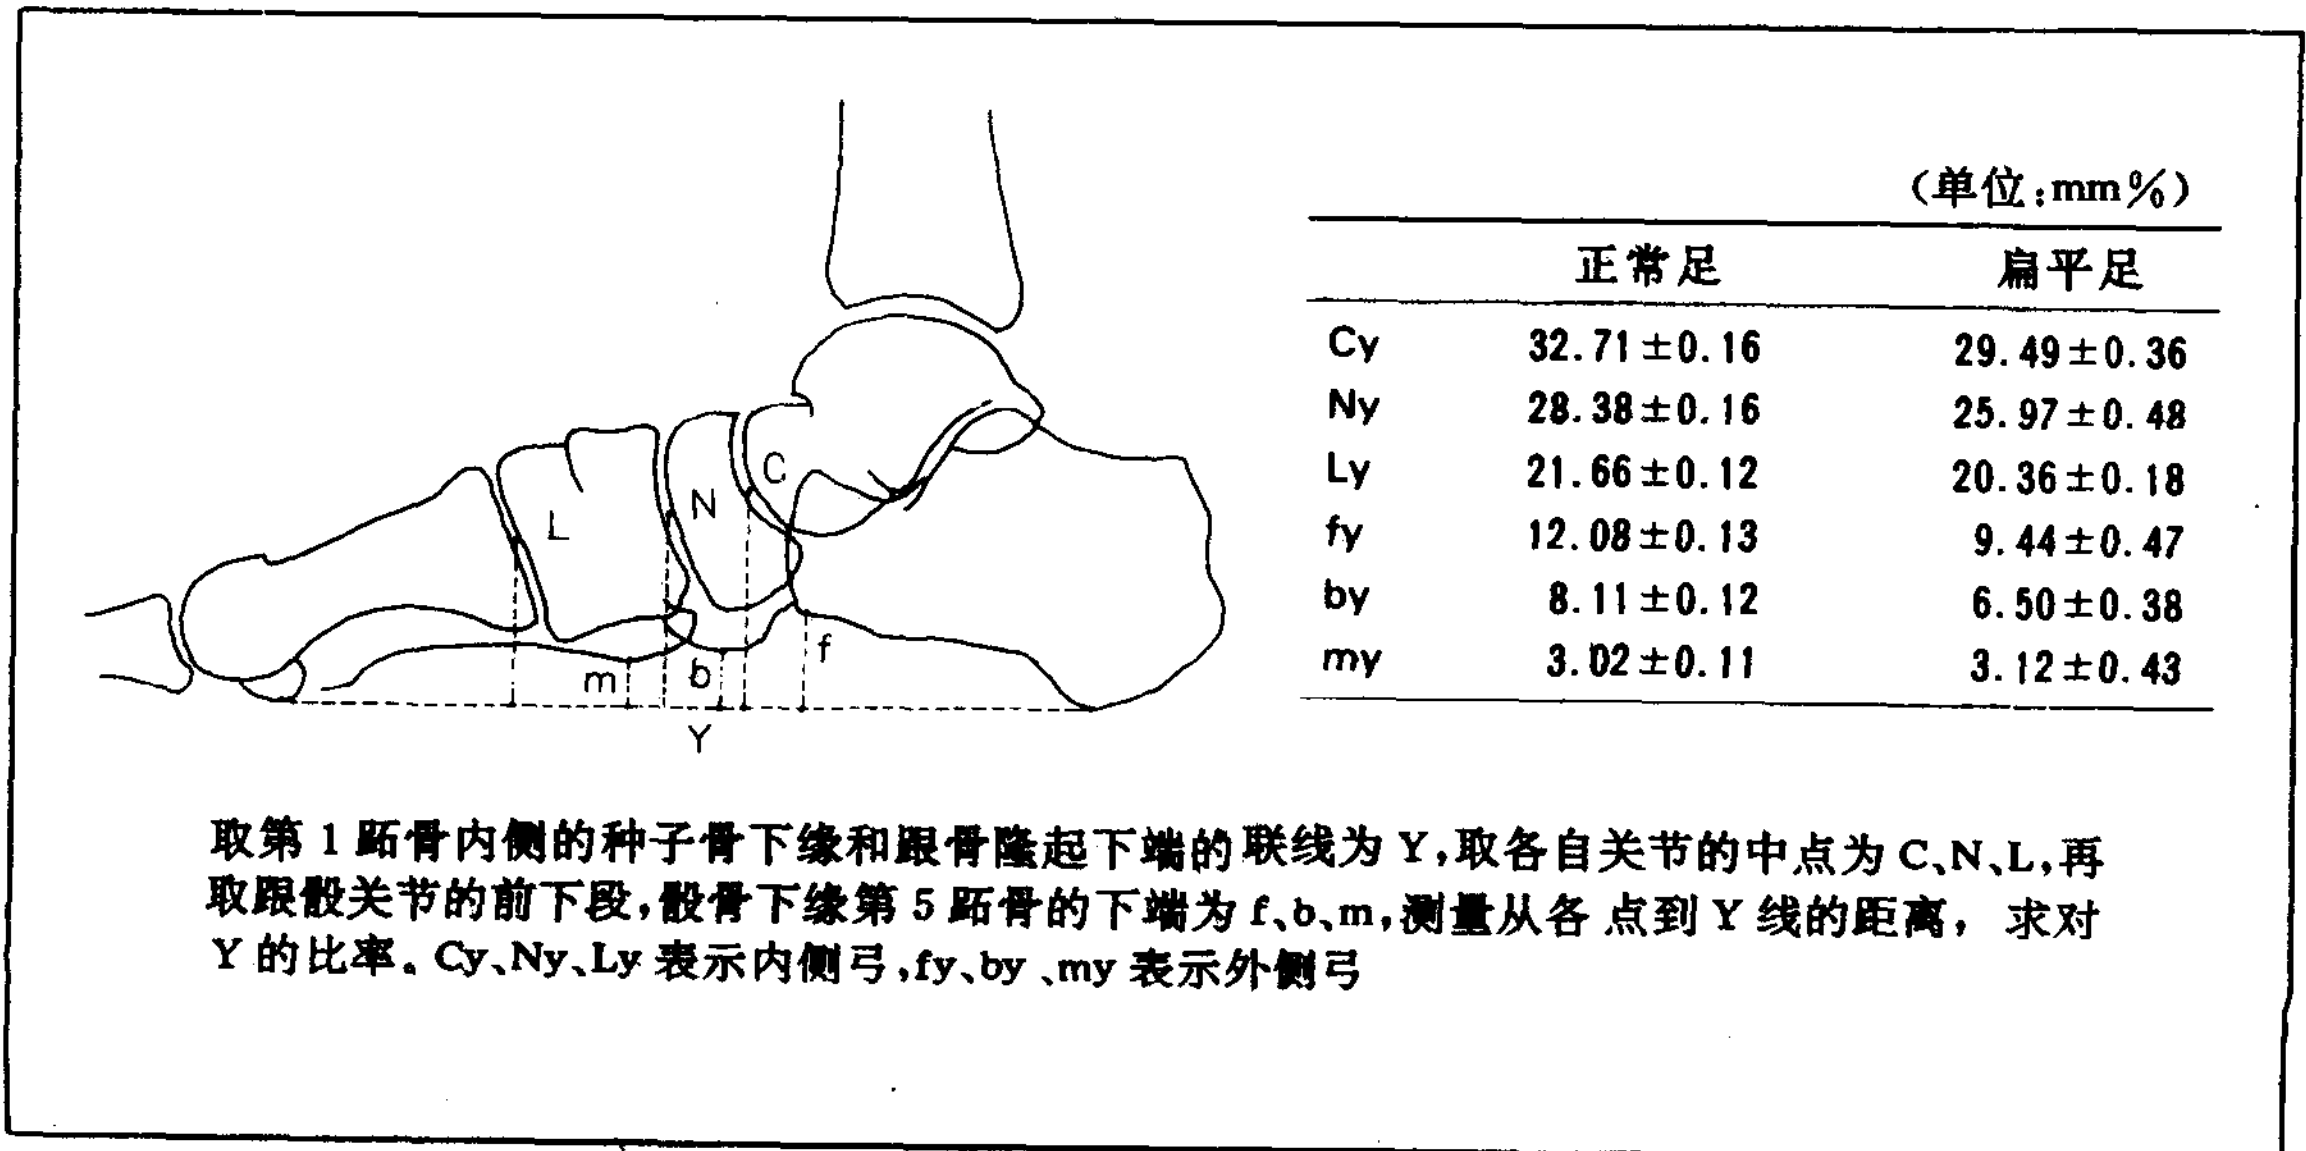 (单位:mm%)
正常足 扁平足
Cy 32.71±0.16 29.49±0.36
Ny 28.38±0.16 25.97±0.48
Ly 21.66±0.12 20.36±0.18
fy 12.08±0.13 9.44±0.47
by 8.11±0.12 6.50±0.38
my 3.02±0.11 3.12±0.43
C
N
L
f
b
m
Y
取第1跖骨内侧的种子骨下缘和跟骨隆起下端的联线为Y,取各自关节的中点为C、N、L,再
取跟骰关节的前下段,骰骨下缘第5跖骨的下端为f、b、m,测量从各点到Y线的距离,求对
Y的比率。Cy、Ny、Ly表示内侧弓,fy、by、my表示外侧弓